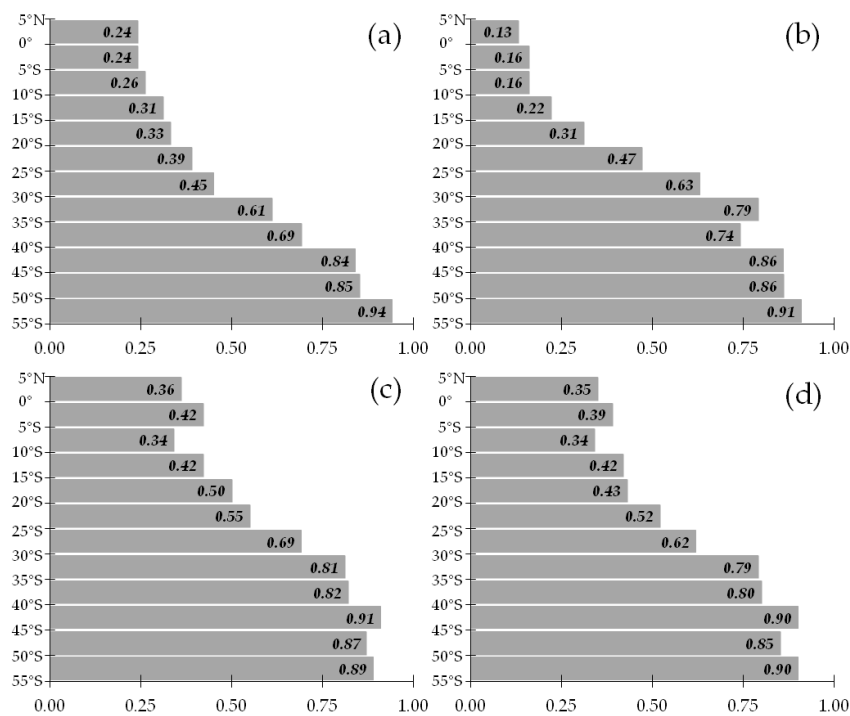 5°N 0.24 (a)
0° 0.24
5°S 0.26
10°S 0.31
15°S 0.33
20°S 0.39
25°S 0.45
30°S 0.61
35°S 0.69
40°S 0.84
45°S 0.85
50°S 0.94
55°S
0.00 0.25 0.50 0.75 1.00
5°N 0.13 (b)
0° 0.16
5°S 0.16
10°S 0.22
15°S 0.31
20°S 0.47
25°S 0.63
30°S 0.79
35°S 0.74
40°S 0.86
45°S 0.86
50°S 0.91
55°S
0.00 0.25 0.50 0.75 1.00
5°N 0.36 (c)
0° 0.42
5°S 0.34
10°S 0.42
15°S 0.50
20°S 0.55
25°S 0.69
30°S 0.81
35°S 0.82
40°S 0.91
45°S 0.87
50°S 0.89
55°S
0.00 0.25 0.50 0.75 1.00
5°N 0.35 (d)
0° 0.39
5°S 0.34
10°S 0.42
15°S 0.43
20°S 0.52
25°S 0.62
30°S 0.79
35°S 0.80
40°S 0.90
45°S 0.85
50°S 0.90
55°S
0.00 0.25 0.50 0.75 1.00